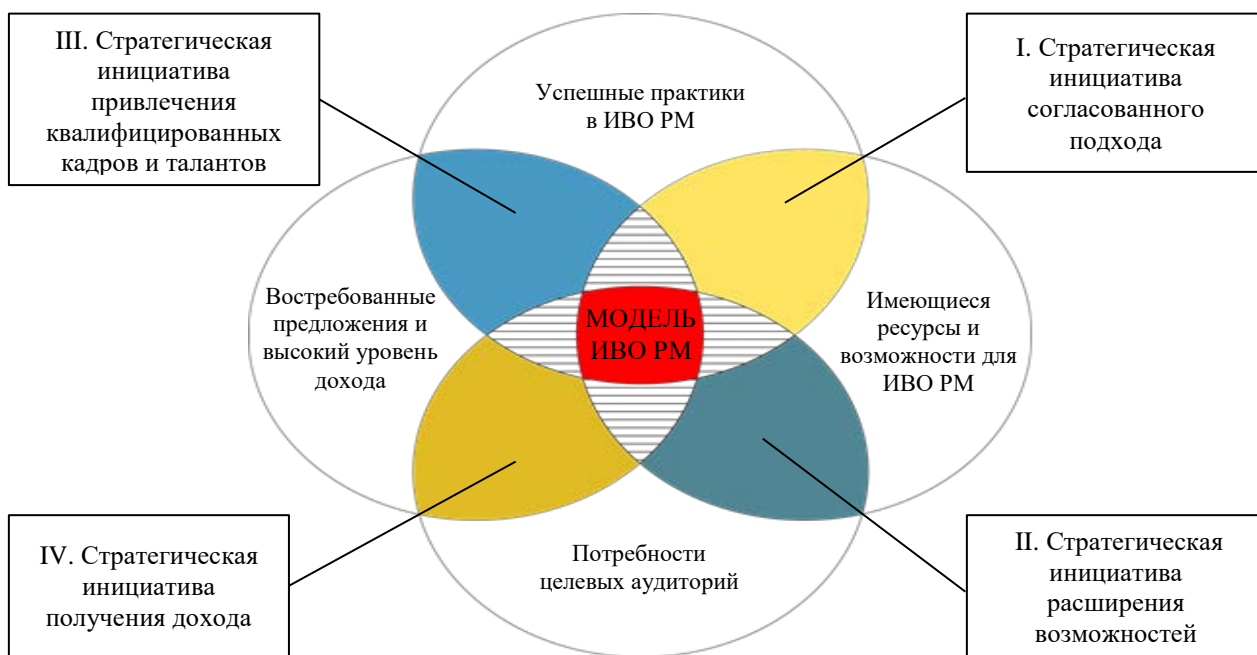 III. Стратегическая
инициатива
привлечения
квалифицированных
кадров и талантов
Успешные практики
в ИВО РМ
I. Стратегическая
инициатива
согласованного
подхода
Востребованные
предложения и
высокий уровень
дохода
МОДЕЛЬ
ИВО РМ
Имеющиеся
ресурсы и
возможности для
ИВО РМ
IV. Стратегическая
инициатива
получения дохода
Потребности
целевых аудиторий
II. Стратегическая
инициатива
расширения
возможностей